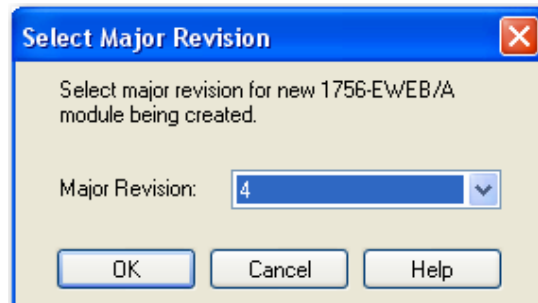 Select Major Revision
Select major revision for new 1756-EWEB/A
module being created.
Major Revision: 4
OK Cancel Help